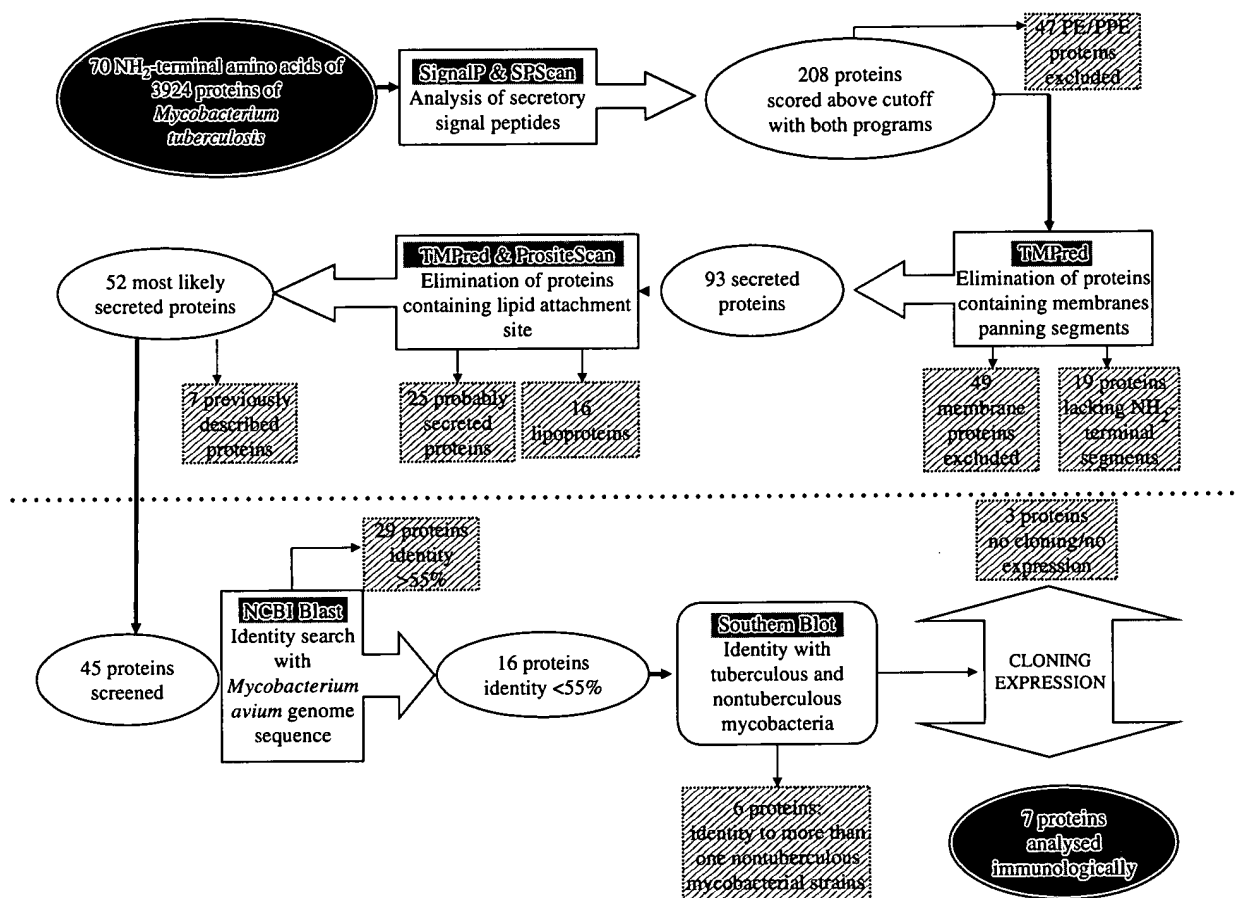 70 NH2-terminal amino acids of
3924 proteins of
Mycobacterium
tuberculosis
SignalP & SPScan
Analysis of secretory
signal peptides
208 proteins
scored above cutoff
with both programs
47 PE/PPE
proteins
excluded
52 most likely
secreted proteins
TMPred & PrositeScan
Elimination of proteins
containing lipid attachment
site
93 secreted
proteins
TMPred
Elimination of proteins
containing membranes
panning segments
7 previously
described
proteins
25 probably
secreted
proteins
16
lipoproteins
49
membrane
proteins
excluded
19 proteins
lacking NH2-
terminal
segments
29 proteins
identity
>55%
3 proteins
no cloning/no
expression
45 proteins
screened
NCBI Blast
Identity search
with
Mycobacterium
avium genome
sequence
16 proteins
identity <55%
Southern Blot
Identity with
tuberculous and
nontuberculous
mycobacteria
CLONING
EXPRESSION
6 proteins:
identity to more than
one nontuberculous
mycobacterial strains
7 proteins
analysed
immunologically